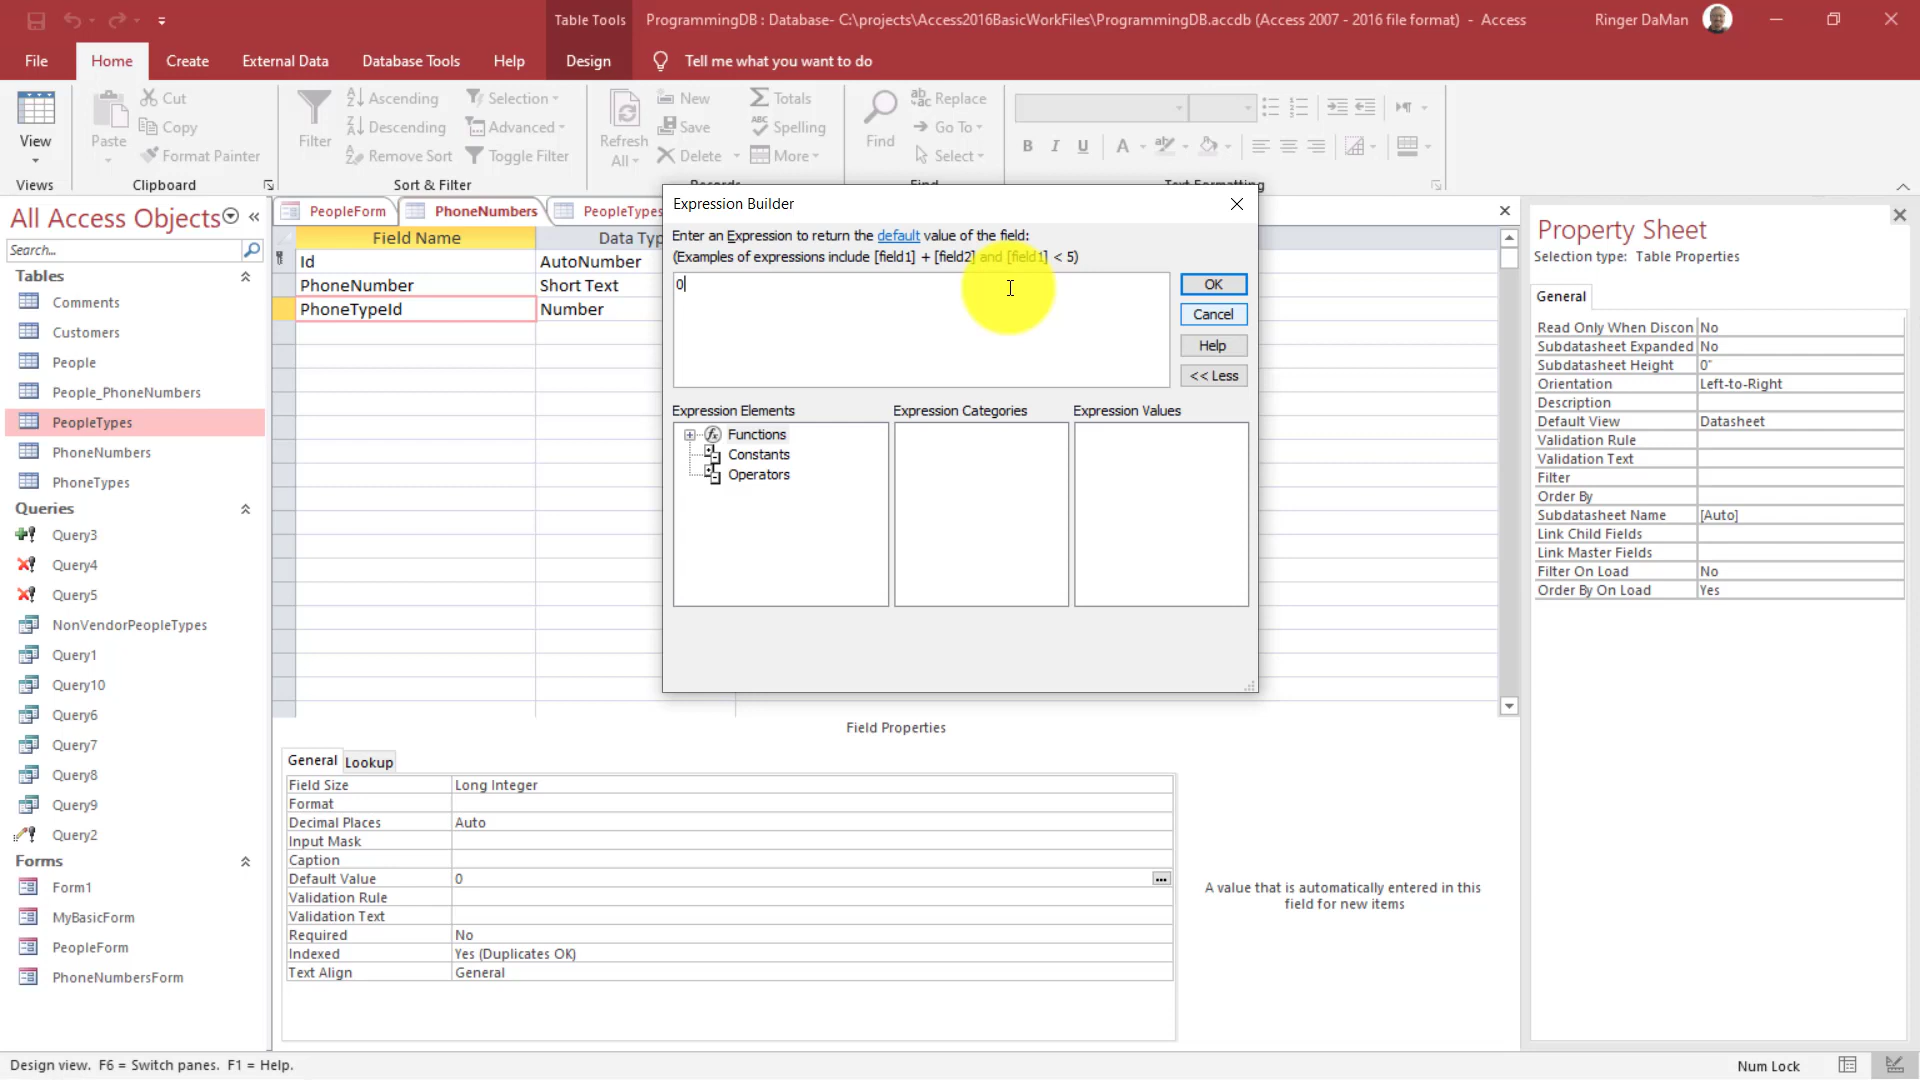 Table Tools
ProgrammingDB : Database- C:\projects\Access2016BasicWorkFiles\ProgrammingDB.accdb (Access 2007 - 2016 file format) - Access
Ringer DaMan
File
Home
Create
External Data
Database Tools
Help
Design
Tell me what you want to do
View
Views
Paste
Cut
Copy
Format Painter
Clipboard
Filter
Ascending
Descending
Remove Sort
Selection
Advanced
Toggle Filter
Sort & Filter
Refresh
All
New
Save
Delete
Totals
Spelling
More
Records
Find
Replace
Go To
Select
Find
B I U A
Text Formatting
All Access Objects
Search...
Tables
Comments
Customers
People
People_PhoneNumbers
PeopleTypes
PhoneNumbers
PhoneTypes
Queries
Query3
Query4
Query5
NonVendorPeopleTypes
Query1
Query10
Query6
Query7
Query8
Query9
Query2
Forms
Form1
MyBasicForm
PeopleForm
PhoneNumbersForm
PeopleForm
PhoneNumbers
PeopleTypes
Field Name
Data Typ
Id
AutoNumber
PhoneNumber
Short Text
PhoneTypeId
Number
Expression Builder
Enter an Expression to return the default value of the field:
(Examples of expressions include [field1] + [field2] and [field1] < 5)
0
OK
Cancel
Help
<< Less
Expression Elements
Expression Categories
Expression Values
Functions
Constants
Operators
Field Properties
General
Lookup
Field Size Long Integer
Format
Decimal Places Auto
Input Mask
Caption
Default Value 0
Validation Rule
Validation Text
Required No
Indexed Yes (Duplicates OK)
Text Align General
A value that is automatically entered in this
field for new items
Property Sheet
Selection type: Table Properties
General
Read Only When Discon No
Subdatasheet Expanded No
Subdatasheet Height 0"
Orientation Left-to-Right
Description
Default View Datasheet
Validation Rule
Validation Text
Filter
Order By
Subdatasheet Name [Auto]
Link Child Fields
Link Master Fields
Filter On Load No
Order By On Load Yes
Design view. F6 = Switch panes. F1 = Help.
Num Lock